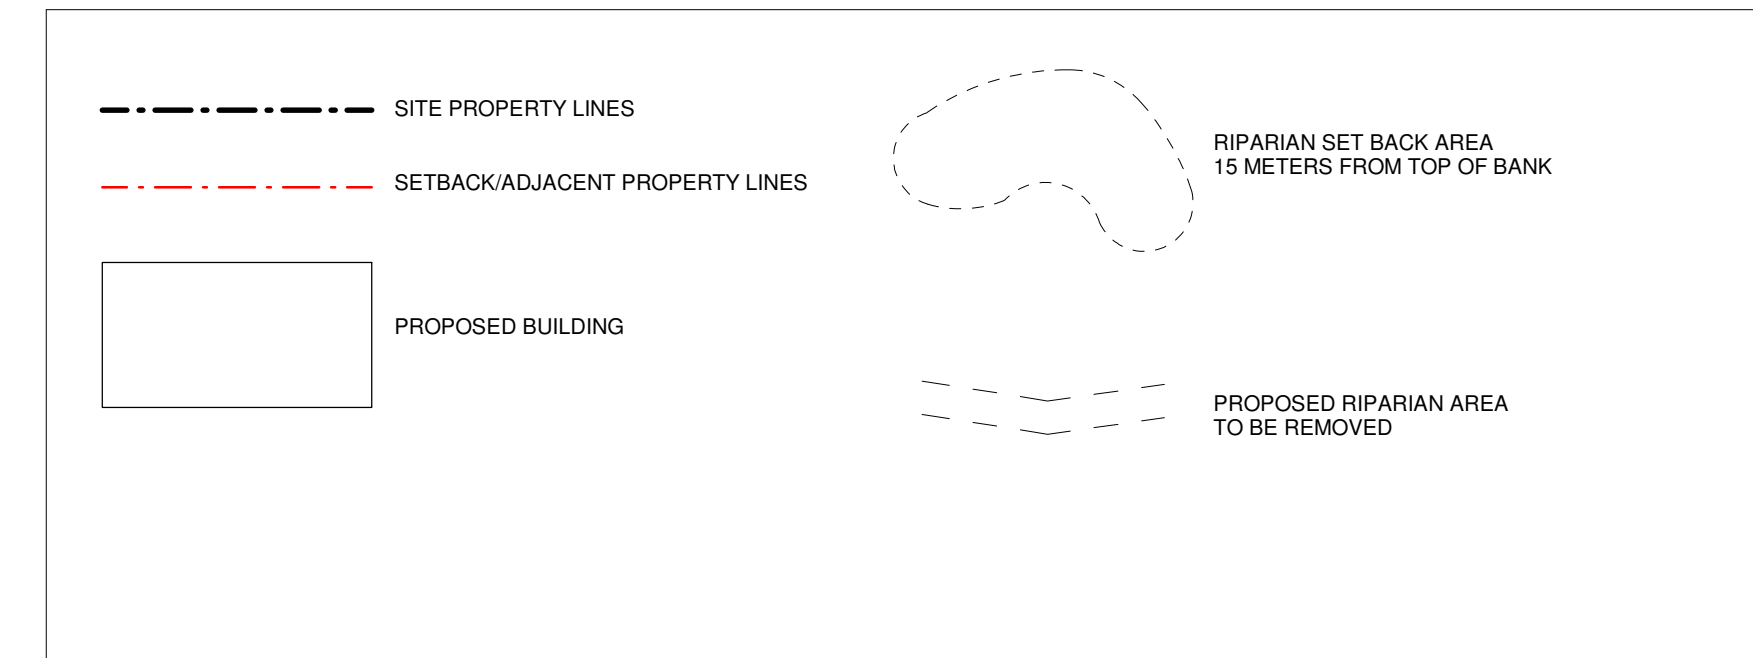 SITE PROPERTY LINES
SETBACK/ADJACENT PROPERTY LINES
PROPOSED BUILDING
RIPARIAN SET BACK AREA
15 METERS FROM TOP OF BANK
PROPOSED RIPARIAN AREA
TO BE REMOVED